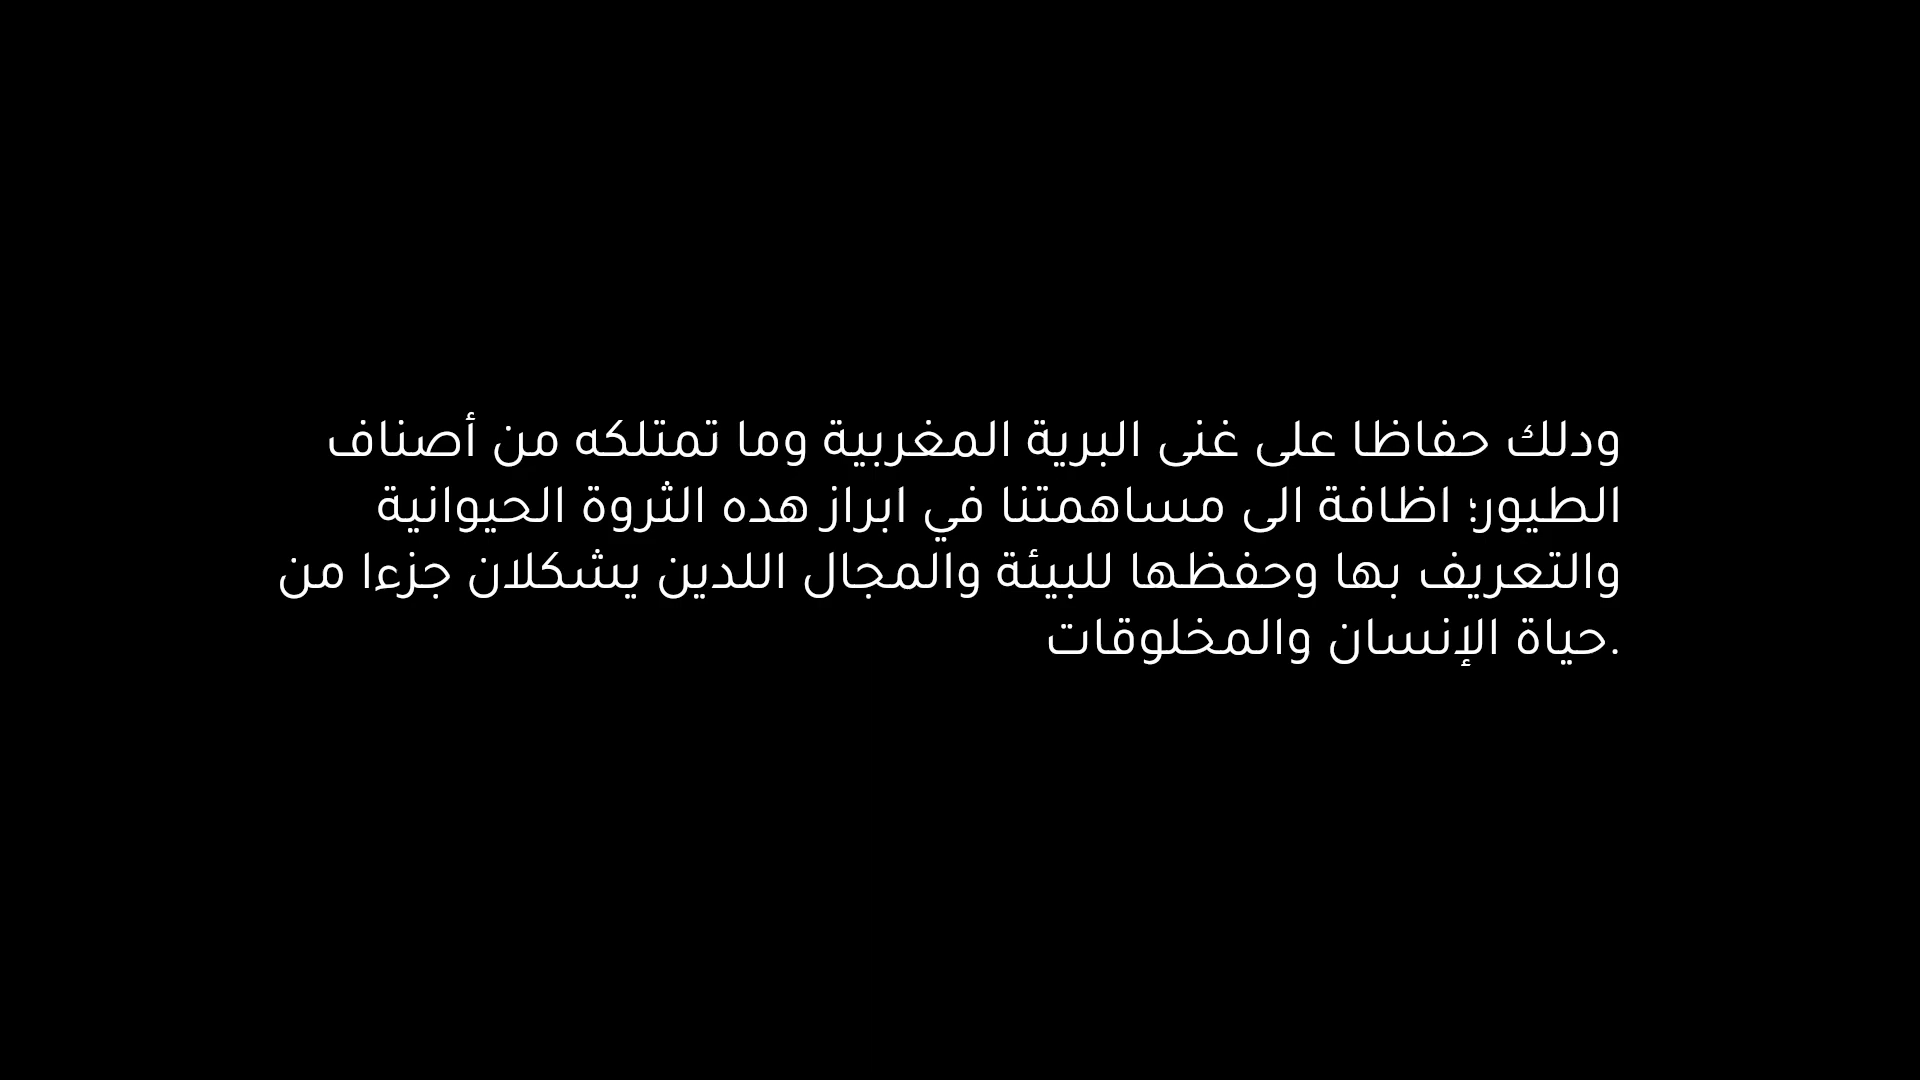 ودلك حفاظا على غنى البرية المغربية وما تمتلكه من أصناف
الطيور؛ اظافة الى مساهمتنا في ابراز هده الثروة الحيوانية
والتعريف بها وحفظها للبيئة والمجال اللدين يشكلان جزءا من
.حياة الإنسان والمخلوقات